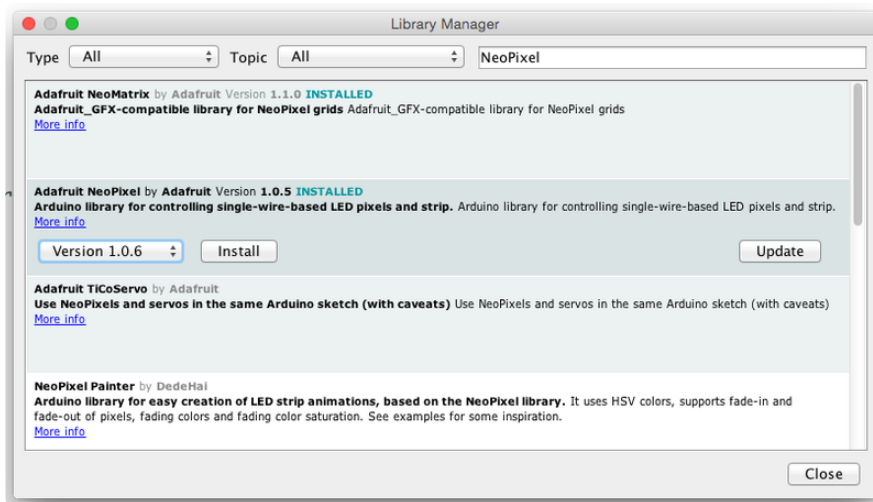 Library Manager
Type All Topic All NeoPixel
Adafruit NeoMatrix by Adafruit Version 1.1.0 INSTALLED
Adafruit_GFX-compatible library for NeoPixel grids Adafruit_GFX-compatible library for NeoPixel grids
More info
Adafruit NeoPixel by Adafruit Version 1.0.5 INSTALLED
Arduino library for controlling single-wire-based LED pixels and strip. Arduino library for controlling single-wire-based LED pixels and strip.
More info
Version 1.0.6 Install Update
Adafruit TiCoServo by Adafruit
Use NeoPixels and servos in the same Arduino sketch (with caveats) Use NeoPixels and servos in the same Arduino sketch (with caveats)
More info
NeoPixel Painter by DedeHai
Arduino library for easy creation of LED strip animations, based on the NeoPixel library. It uses HSV colors, supports fade-in and
fade-out of pixels, fading colors and fading color saturation. See examples for some inspiration.
More info
Close